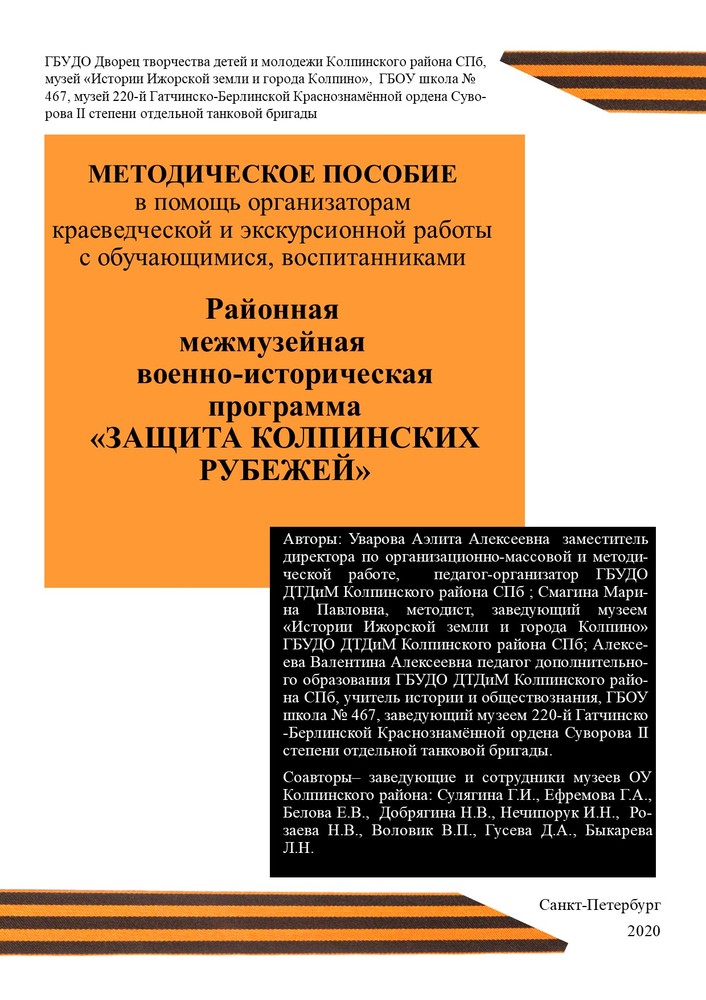 ГБУДО Дворец творчества детей и молодежи Колпинского района СПб,
музей «Истории Ижорской земли и города Колпино», ГБОУ школа №
467, музей 220-й Гатчинско-Берлинской Краснознамённой ордена Суво-
рова II степени отдельной танковой бригады
МЕТОДИЧЕСКОЕ ПОСОБИЕ
в помощь организаторам
краеведческой и экскурсионной работы
с обучающимися, воспитанниками
Районная
межмузейная
военно-историческая
программа
«ЗАЩИТА КОЛПИНСКИХ
РУБЕЖЕЙ»
Авторы: Уварова Аэлита Алексеевна заместитель
директора по организационно-массовой и методи-
ческой работе, педагог-организатор ГБУДО
ДТДиМ Колпинского района СПб ; Смагина Мари-
на Павловна, методист, заведующий музеем
«Истории Ижорской земли и города Колпино»
ГБУДО ДТДиМ Колпинского района СПб; Алексе-
ева Валентина Алексеевна педагог дополнительно-
го образования ГБУДО ДТДиМ Колпинского райо-
на СПб, учитель истории и обществознания, ГБОУ
школа № 467, заведующий музеем 220-й Гатчинско
-Берлинской Краснознамённой ордена Суворова II
степени отдельной танковой бригады.
Соавторы– заведующие и сотрудники музеев ОУ
Колпинского района: Сулягина Г.И., Ефремова Г.А.,
Белова Е.В., Добрягина Н.В., Нечипорук И.Н., Ро-
заева Н.В., Воловик В.П., Гусева Д.А., Быкарева
Л.Н.
Санкт-Петербург
2020